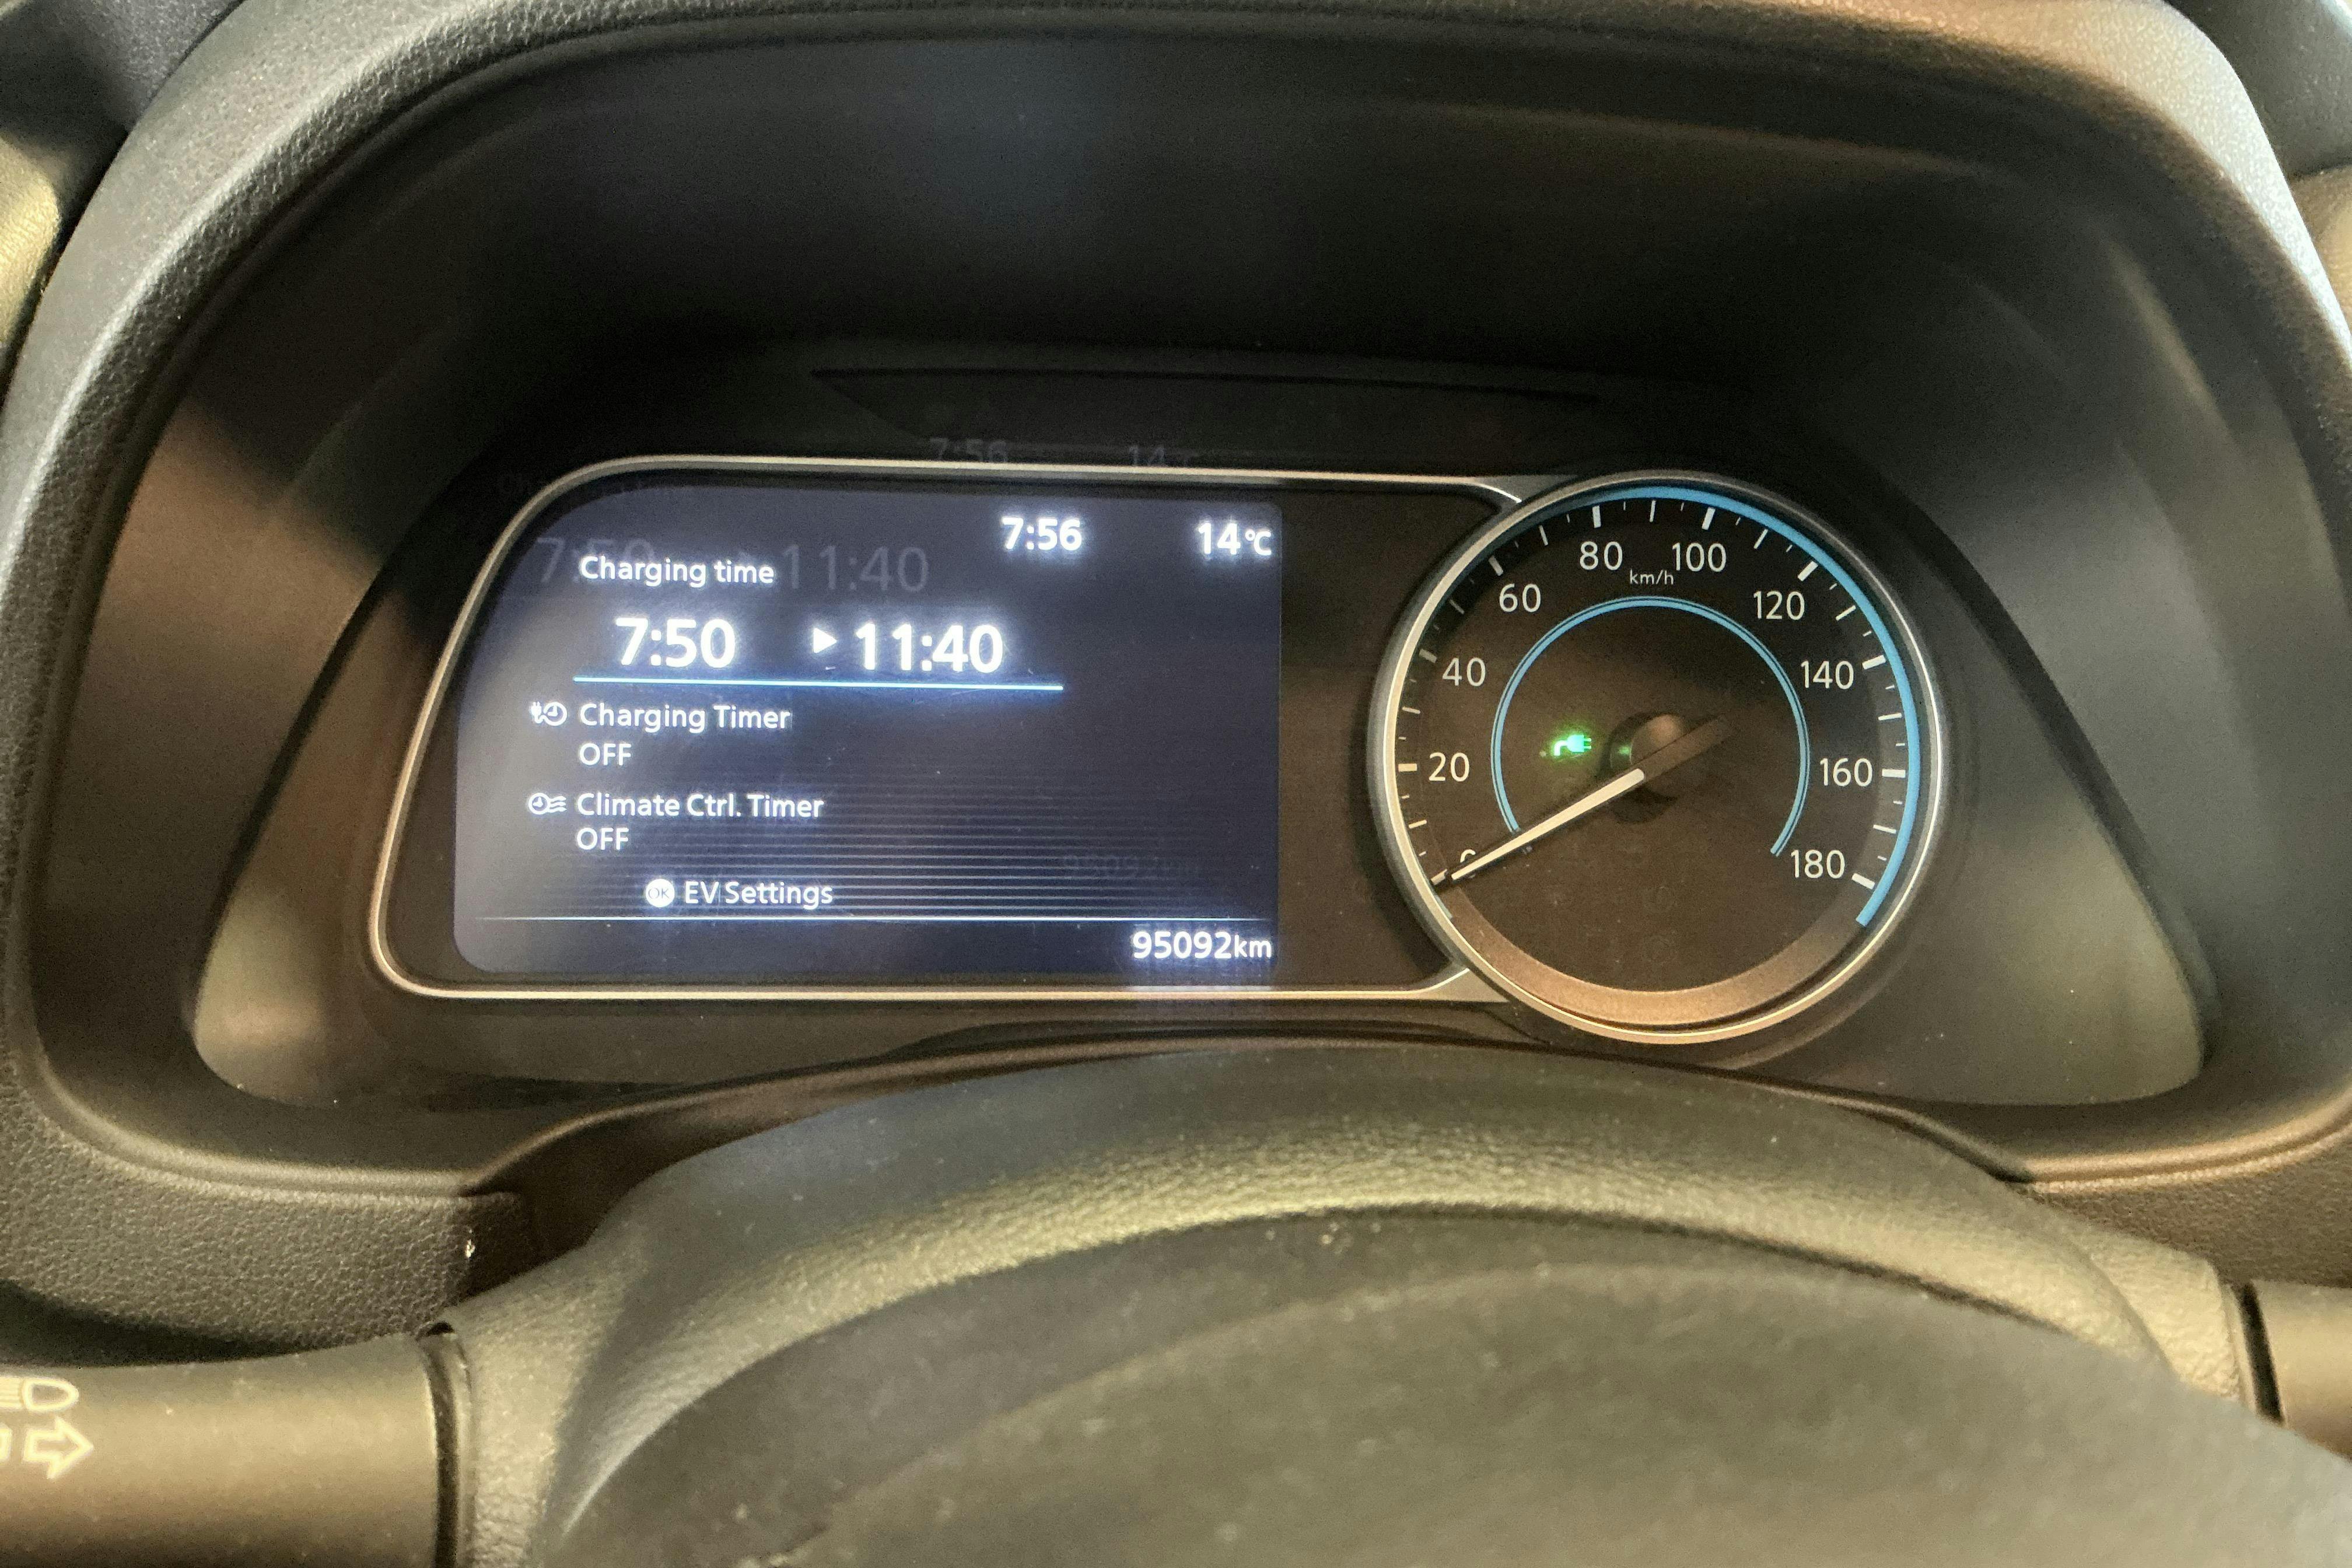 7:56 14°C
Charging time
7:50 ▶ 11:40
Charging Timer
OFF
Climate Ctrl. Timer
OFF
OK EV Settings
95092km
0
20
40
60
80
100
km/h
120
140
160
180